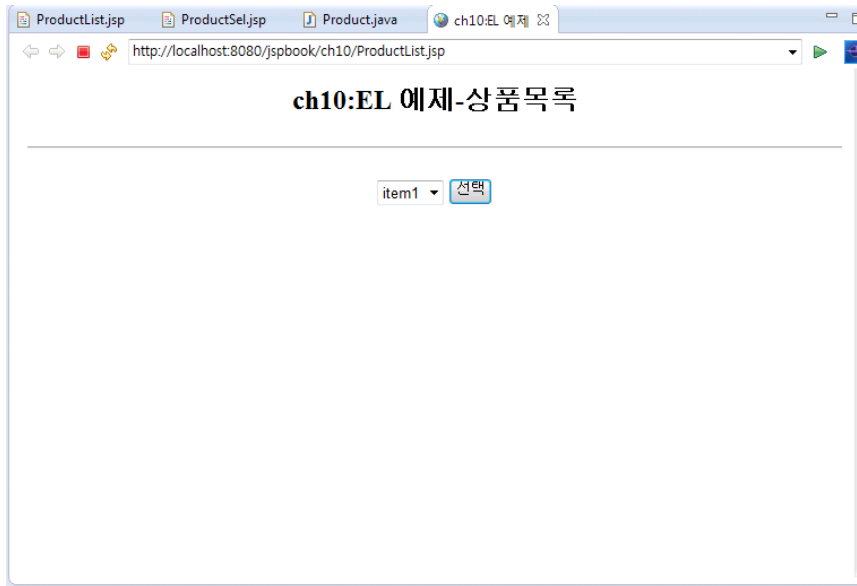 ProductList.jsp ProductSel.jsp Product.java ch10:EL 예제
http://localhost:8080/jspbook/ch10/ProductList.jsp
ch10:EL 예제-상품목록
item1 선택